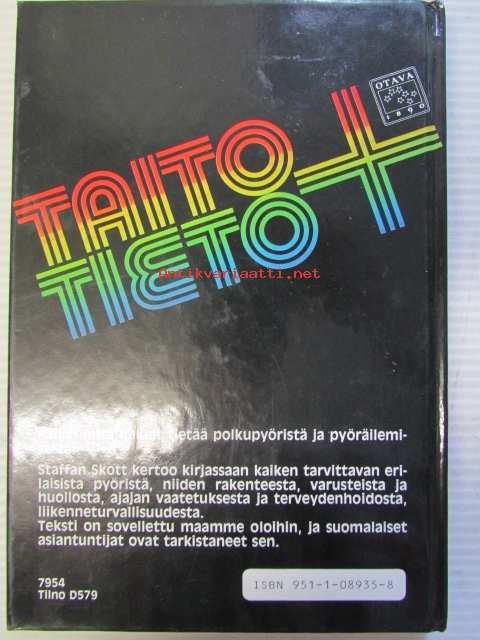 OTAVA
1890
TAITO
TIETO
+
Antikvariaatti.net
tietää polkupyöristä ja pyöräilemi-
Staffan Skott kertoo kirjassaan kaiken tarvittavan eri-
laisista pyöristä, niiden rakenteesta, varusteista ja
huollosta, ajajan vaatetuksesta ja terveydenhoidosta,
liikenneturvallisuudesta.
Teksti on sovellettu maamme oloihin, ja suomalaiset
asiantuntijat ovat tarkistaneet sen.
7954
Tilno D579
ISBN 951-1-08935-8